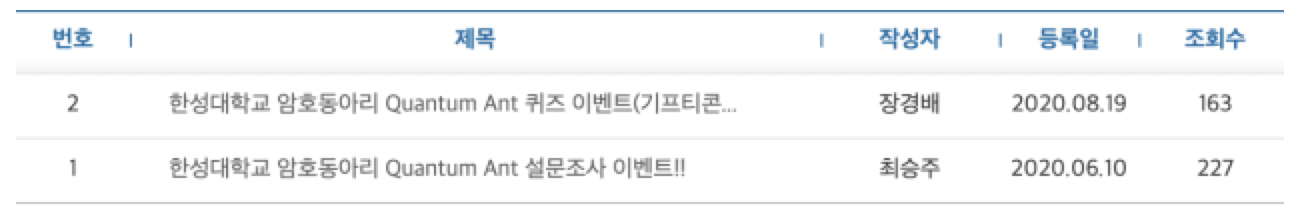 번호 제목 작성자 등록일 조회수
2 한성대학교 암호동아리 Quantum Ant 퀴즈 이벤트(기프티콘... 장경배 2020.08.19 163
1 한성대학교 암호동아리 Quantum Ant 설문조사 이벤트!! 최승주 2020.06.10 227